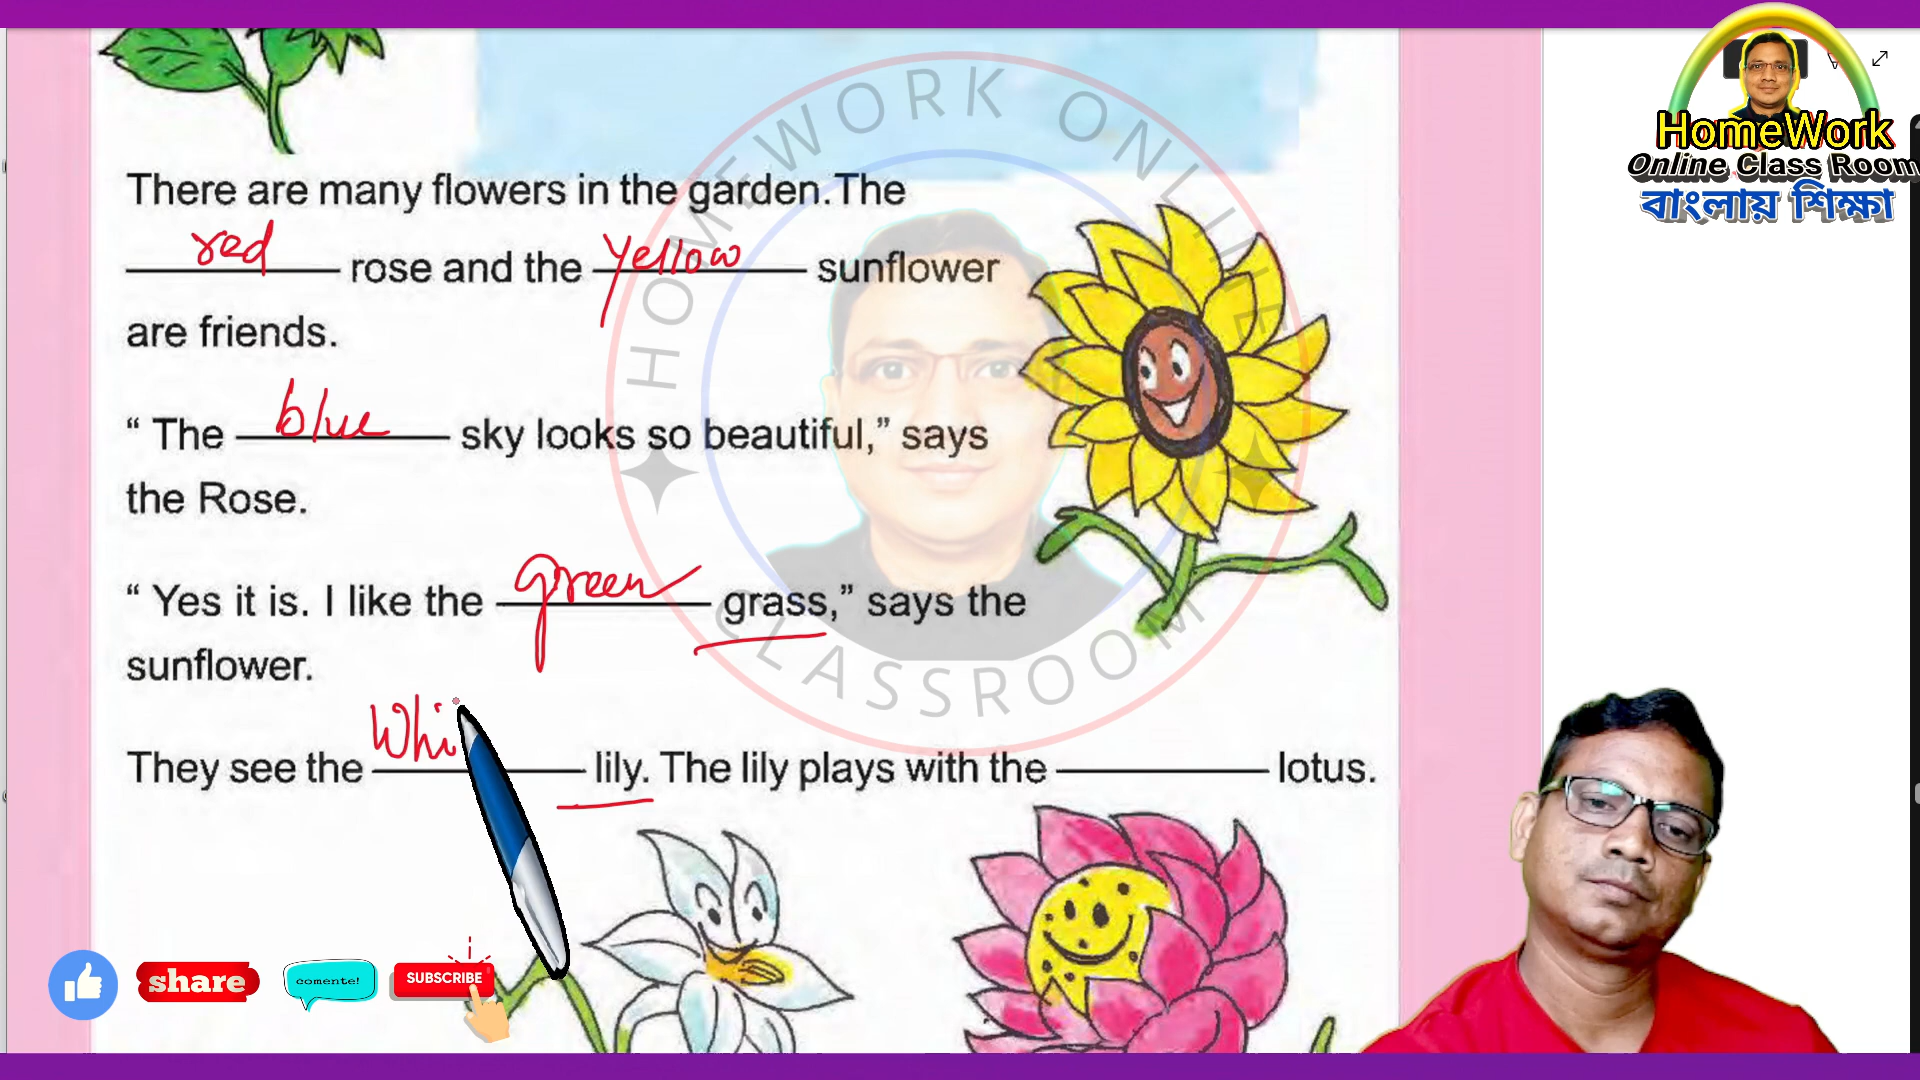 HomeWork
Online Class Room
বাংলায় শিক্ষা
HOMEWORK ONLINE
CLASSROOM
There are many flowers in the garden.The
red rose and the yellow sunflower
are friends.
“ The blue sky looks so beautiful,” says
the Rose.
“ Yes it is. I like the green grass,” says the
sunflower.
They see the Whi lily. The lily plays with the ________ lotus.
share
comente!
SUBSCRIBE